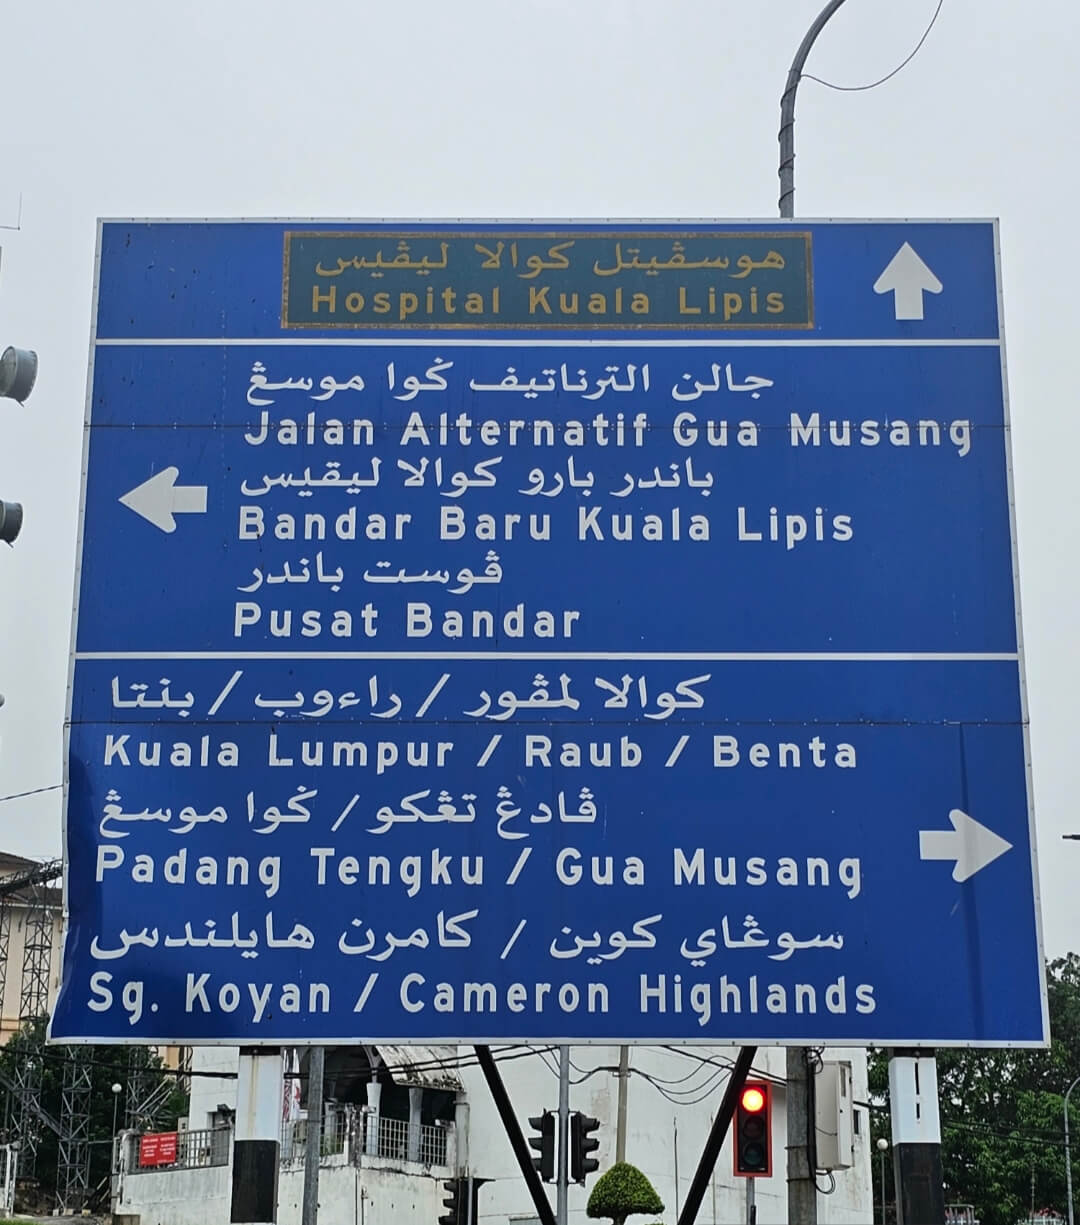 هوسڤيتل كوالا ليڤيس
Hospital Kuala Lipis
جالن الترناتيف ݢوا موسڠ
Jalan Alternatif Gua Musang
باندر بارو كوالا ليڤيس
Bandar Baru Kuala Lipis
ڤوست باندر
Pusat Bandar
كوالا لمڤور / راءوب / بنتا
Kuala Lumpur / Raub / Benta
ڤادڠ تڠكو / ݢوا موسڠ
Padang Tengku / Gua Musang
سوڠاي كوين / كامرن هايلندس
Sg. Koyan / Cameron Highlands